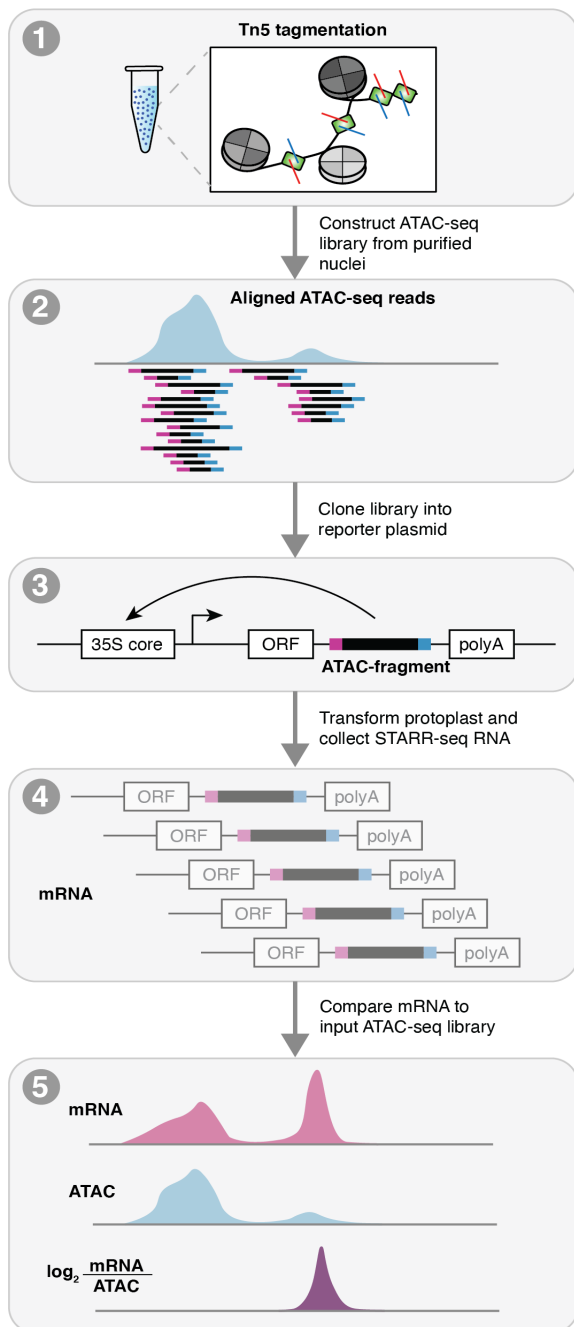 1
Tn5 tagmentation
Construct ATAC-seq
library from purified
nuclei
2
Aligned ATAC-seq reads
Clone library into
reporter plasmid
3
35S core
ORF
polyA
ATAC-fragment
Transform protoplast and
collect STARR-seq RNA
4
ORF
polyA
ORF
polyA
mRNA
ORF
polyA
ORF
polyA
ORF
polyA
Compare mRNA to
input ATAC-seq library
5
mRNA
ATAC
log₂ mRNA
ATAC